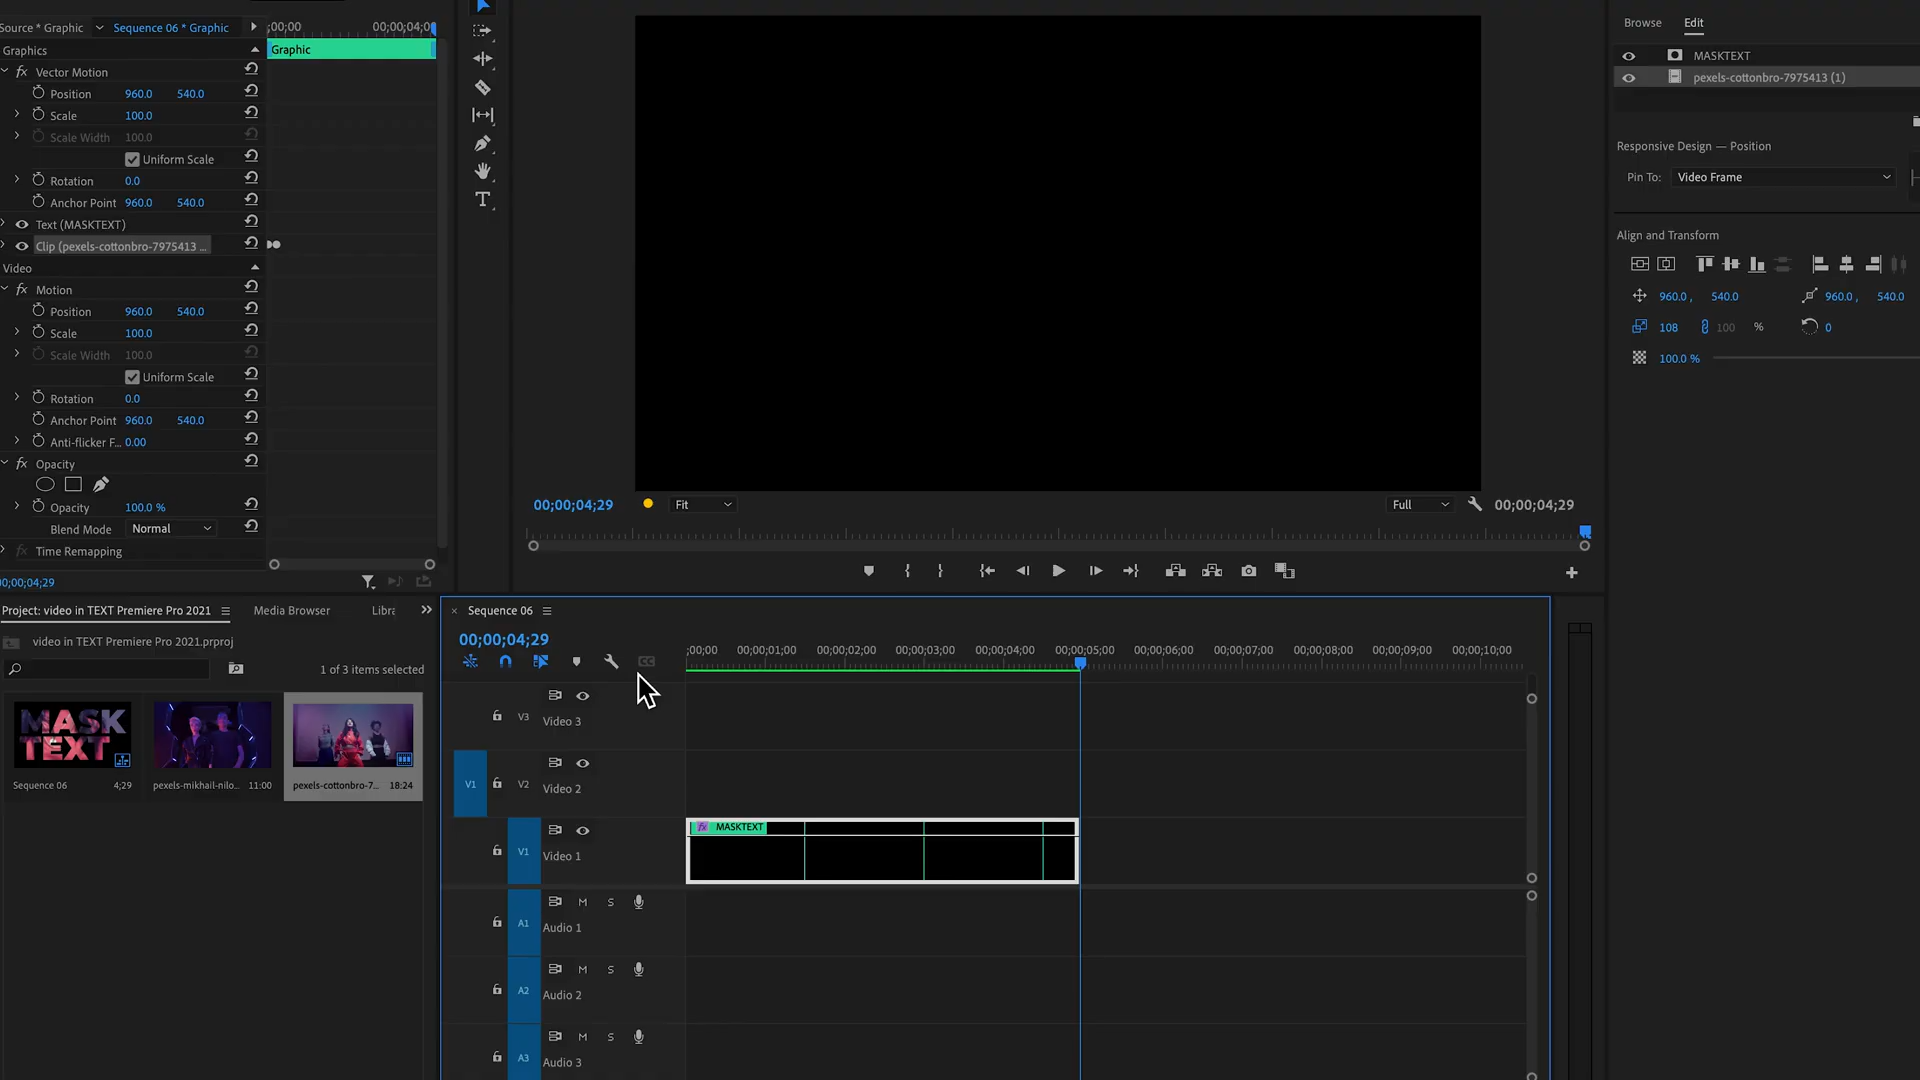 Source * Graphic
Sequence 06 * Graphic
;00;00
00;00;04;0
Graphics
Graphic
Vector Motion
Position 960.0 540.0
Scale 100.0
Scale Width 100.0
Uniform Scale
Rotation 0.0
Anchor Point 960.0 540.0
Text (MASKTEXT)
Clip (pexels-cottonbro-7975413 ...
Video
Motion
Position 960.0 540.0
Scale 100.0
Scale Width 100.0
Uniform Scale
Rotation 0.0
Anchor Point 960.0 540.0
Anti-flicker F... 0.00
fx Opacity
Opacity 100.0 %
Blend Mode Normal
fx Time Remapping
0;00;04;29
T
00;00;04;29
Fit
Full
00;00;04;29
Browse
Edit
MASKTEXT
pexels-cottonbro-7975413 (1)
Responsive Design — Position
Pin To: Video Frame
Align and Transform
960.0 , 540.0 960.0 , 540.0
108 100 % 0
100.0 %
Project: video in TEXT Premiere Pro 2021
Media Browser
Libra
video in TEXT Premiere Pro 2021.prproj
1 of 3 items selected
MASK
TEXT
Sequence 06 4;29
pexels-mikhail-nilo... 11:00
pexels-cottonbro-7... 18:24
× Sequence 06
00;00;04;29
;00;00 00;00;01;00 00;00;02;00 00;00;03;00 00;00;04;00 00;00;05;00 00;00;06;00 00;00;07;00 00;00;08;00 00;00;09;00 00;00;10;00
V3 Video 3
V1 V2 Video 2
V1 Video 1
fx MASKTEXT
M S
A1 Audio 1
M S
A2 Audio 2
M S
A3 Audio 3